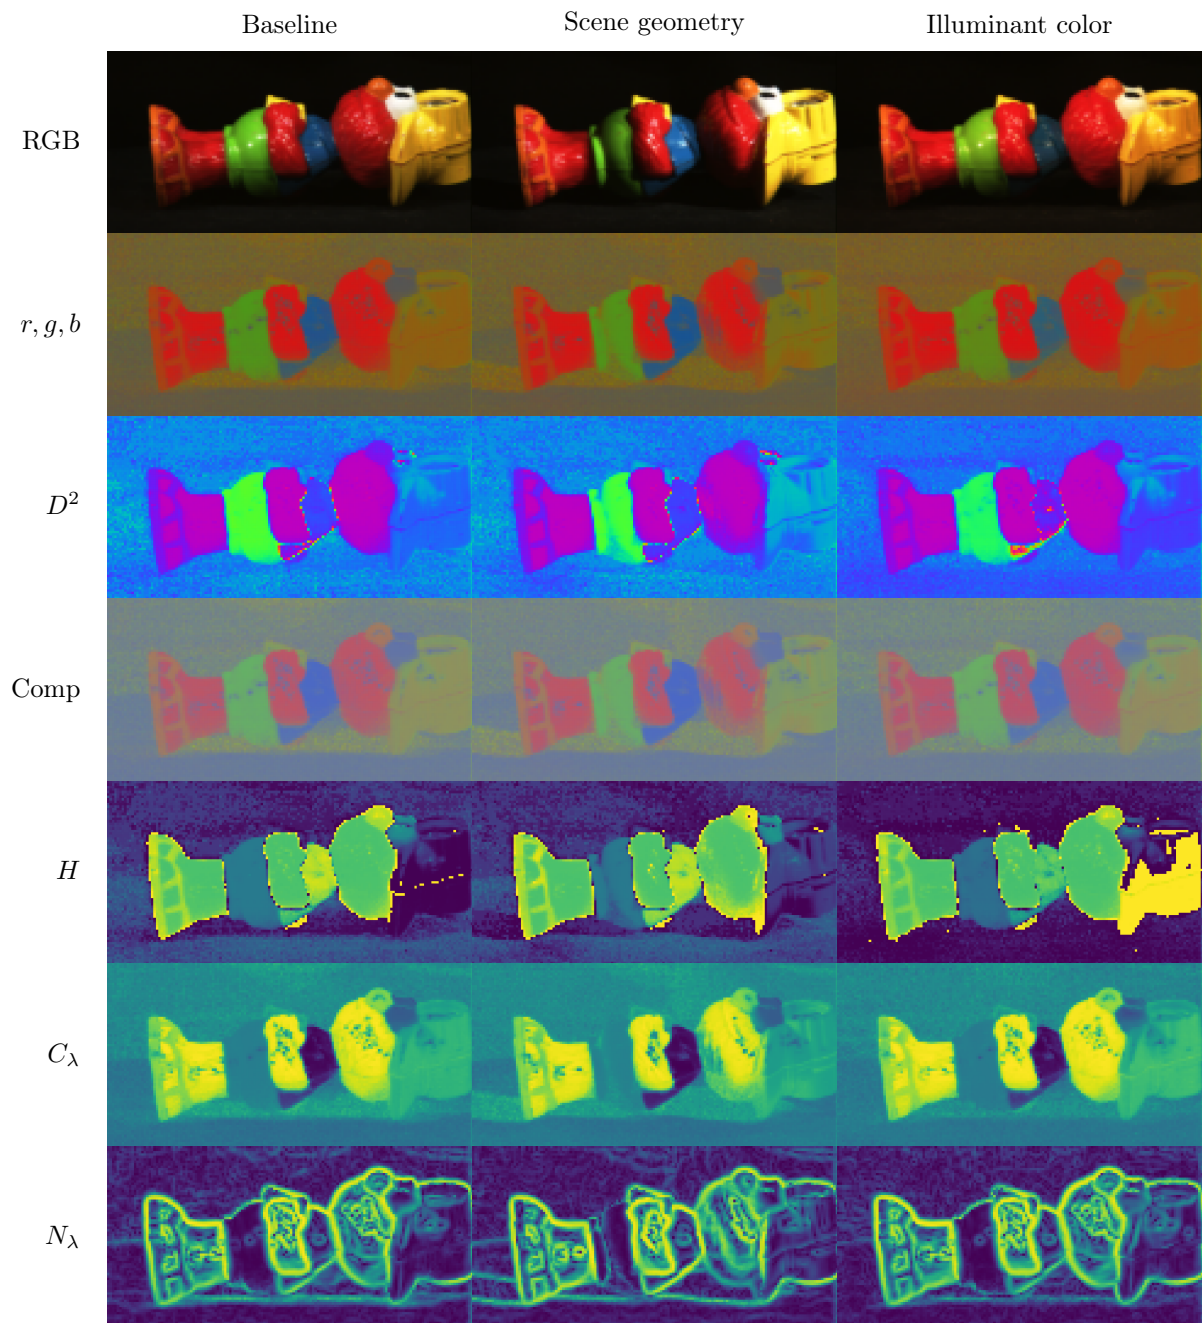 Baseline Scene geometry Illuminant color
RGB
r, g, b
D²
Comp
H
C_λ
N_λ